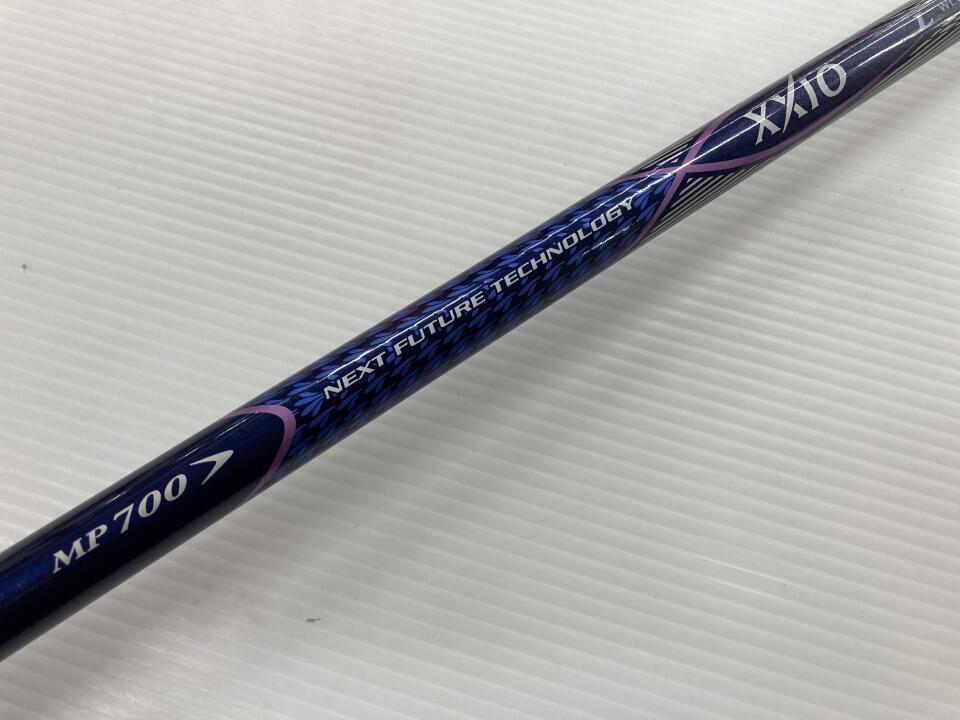 MP 700
NEXT FUTURE TECHNOLOGY
XXIO
L